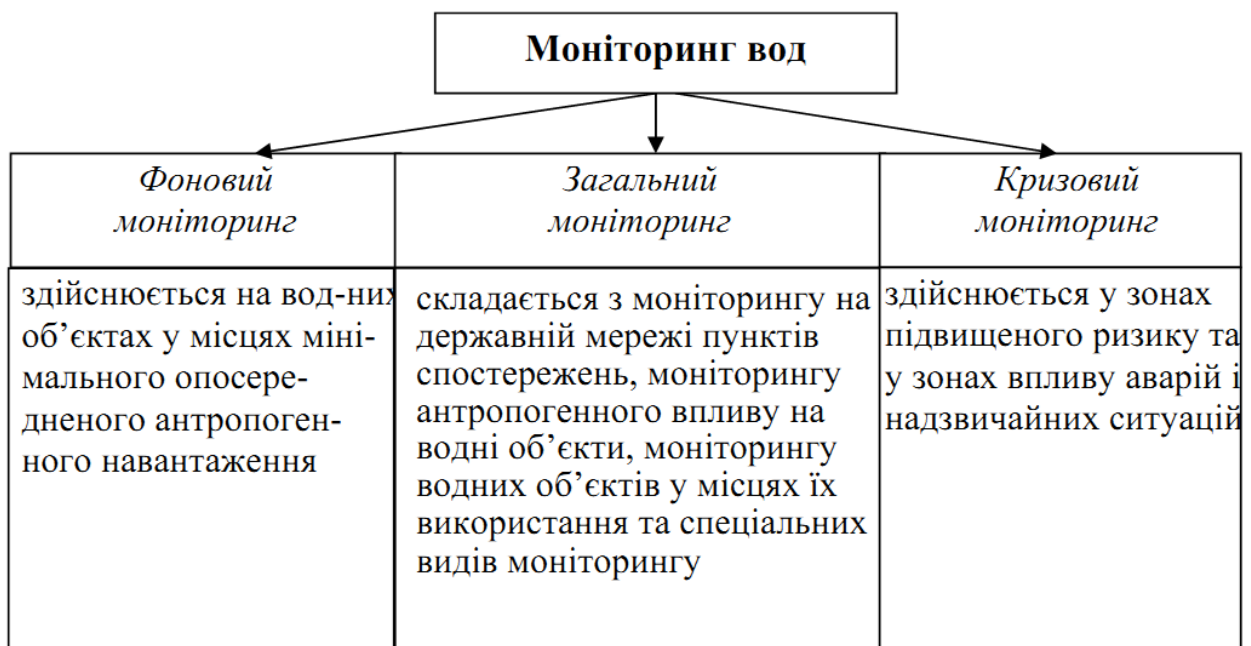 Моніторинг вод
Фоновий
моніторинг
здійснюється на вод-них
об’єктах у місцях міні-
мального опосере-
дненого антропоген-
ного навантаження
Загальний
моніторинг
складається з моніторингу на
державній мережі пунктів
спостережень, моніторингу
антропогенного впливу на
водні об’єкти, моніторингу
водних об’єктів у місцях їх
використання та спеціальних
видів моніторингу
Кризовий
моніторинг
здійснюється у зонах
підвищеного ризику та
у зонах впливу аварій і
надзвичайних ситуацій